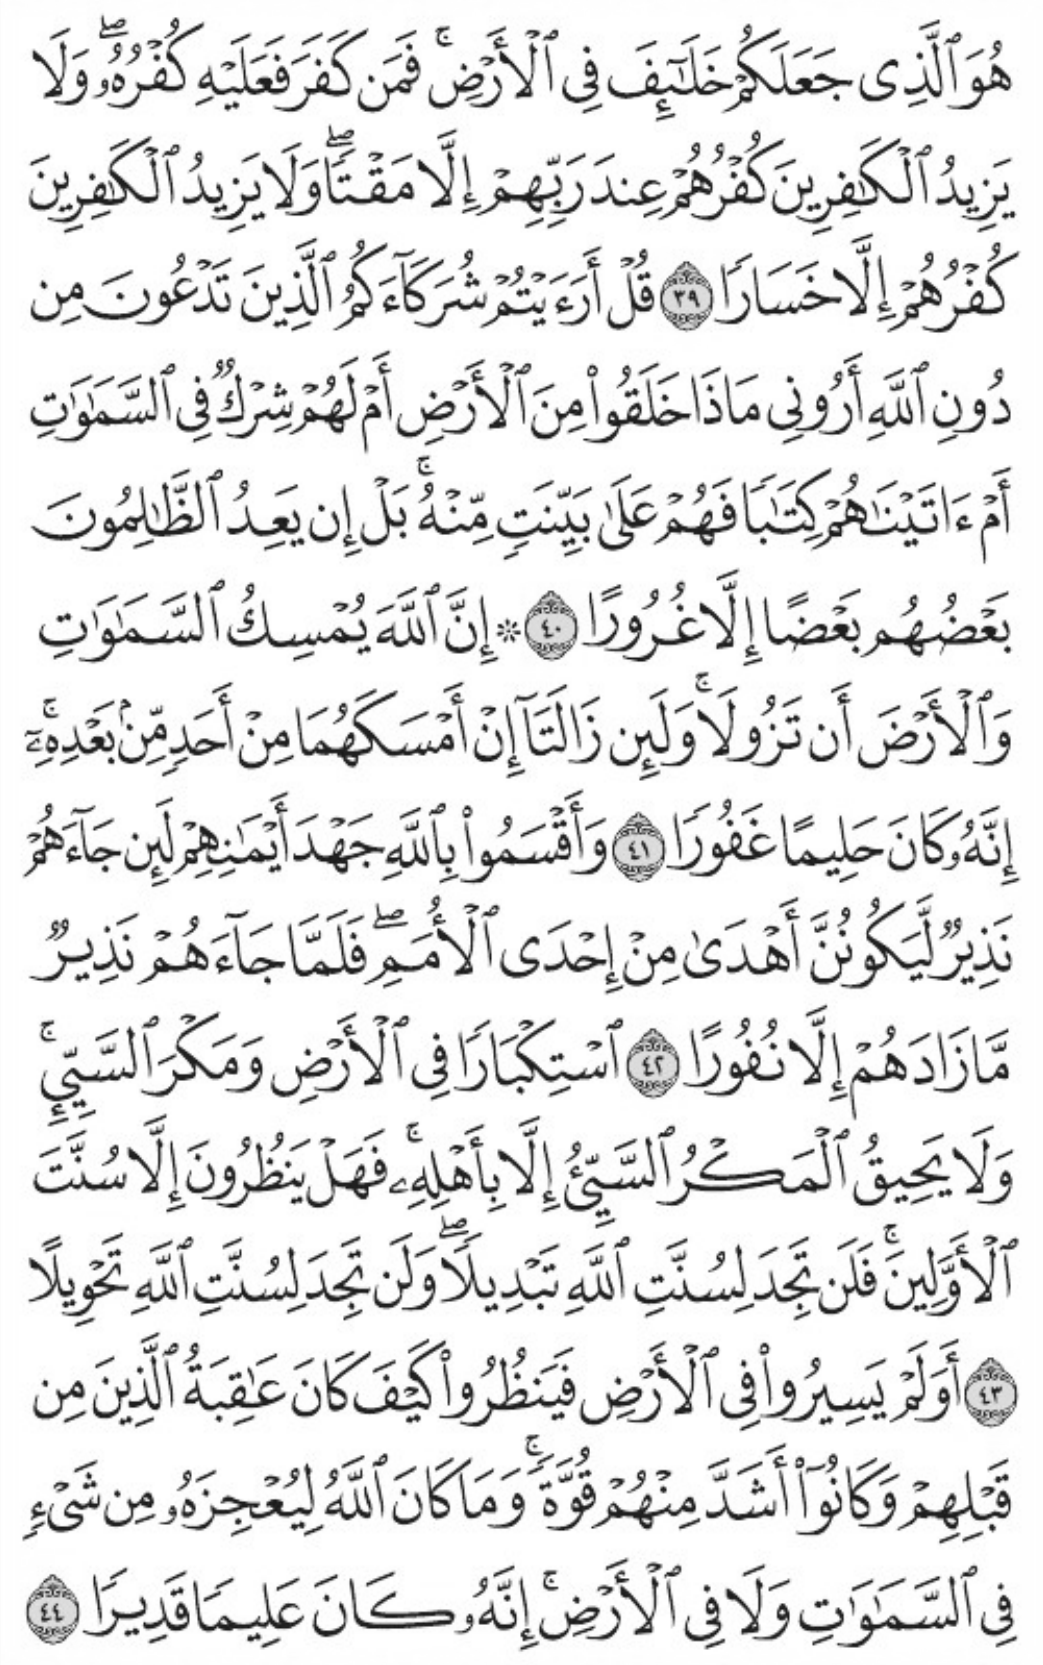 هُوَ ٱلَّذِى جَعَلَكُمْ خَلَـٰٓئِفَ فِى ٱلْأَرْضِ ۚ فَمَن كَفَرَ فَعَلَيْهِ كُفْرُهُۥ ۖ وَلَا
يَزِيدُ ٱلْكَـٰفِرِينَ كُفْرُهُمْ عِندَ رَبِّهِمْ إِلَّا مَقْتًا ۖ وَلَا يَزِيدُ ٱلْكَـٰفِرِينَ
كُفْرُهُمْ إِلَّا خَسَارًا ٣٩ قُلْ أَرَءَيْتُمْ شُرَكَآءَكُمُ ٱلَّذِينَ تَدْعُونَ مِن
دُونِ ٱللَّهِ أَرُونِى مَاذَا خَلَقُوا۟ مِنَ ٱلْأَرْضِ أَمْ لَهُمْ شِرْكٌ فِى ٱلسَّمَـٰوَٰتِ
أَمْ ءَاتَيْنَـٰهُمْ كِتَـٰبًا فَهُمْ عَلَىٰ بَيِّنَتٍ مِّنْهُ ۚ بَلْ إِن يَعِدُ ٱلظَّـٰلِمُونَ
بَعْضُهُم بَعْضًا إِلَّا غُرُورًا ٤٠ ۞ إِنَّ ٱللَّهَ يُمْسِكُ ٱلسَّمَـٰوَٰتِ
وَٱلْأَرْضَ أَن تَزُولَا ۚ وَلَئِن زَالَتَآ إِنْ أَمْسَكَهُمَا مِنْ أَحَدٍ مِّنۢ بَعْدِهِۦٓ ۚ
إِنَّهُۥ كَانَ حَلِيمًا غَفُورًا ٤١ وَأَقْسَمُوا۟ بِٱللَّهِ جَهْدَ أَيْمَـٰنِهِمْ لَئِن جَآءَهُمْ
نَذِيرٌ لَّيَكُونُنَّ أَهْدَىٰ مِنْ إِحْدَى ٱلْأُمَمِ ۖ فَلَمَّا جَآءَهُمْ نَذِيرٌ
مَّا زَادَهُمْ إِلَّا نُفُورًا ٤٢ ٱسْتِكْبَارًا فِى ٱلْأَرْضِ وَمَكْرَ ٱلسَّيِّئِ ۚ
وَلَا يَحِيقُ ٱلْمَكْرُ ٱلسَّيِّئُ إِلَّا بِأَهْلِهِۦ ۚ فَهَلْ يَنظُرُونَ إِلَّا سُنَّتَ
ٱلْأَوَّلِينَ ۚ فَلَن تَجِدَ لِسُنَّتِ ٱللَّهِ تَبْدِيلًا ۖ وَلَن تَجِدَ لِسُنَّتِ ٱللَّهِ تَحْوِيلًا
٤٣ أَوَلَمْ يَسِيرُوا۟ فِى ٱلْأَرْضِ فَيَنظُرُوا۟ كَيْفَ كَانَ عَـٰقِبَةُ ٱلَّذِينَ مِن
قَبْلِهِمْ وَكَانُوٓا۟ أَشَدَّ مِنْهُمْ قُوَّةً ۚ وَمَا كَانَ ٱللَّهُ لِيُعْجِزَهُۥ مِن شَىْءٍ
فِى ٱلسَّمَـٰوَٰتِ وَلَا فِى ٱلْأَرْضِ ۚ إِنَّهُۥ كَانَ عَلِيمًا قَدِيرًا ٤٤